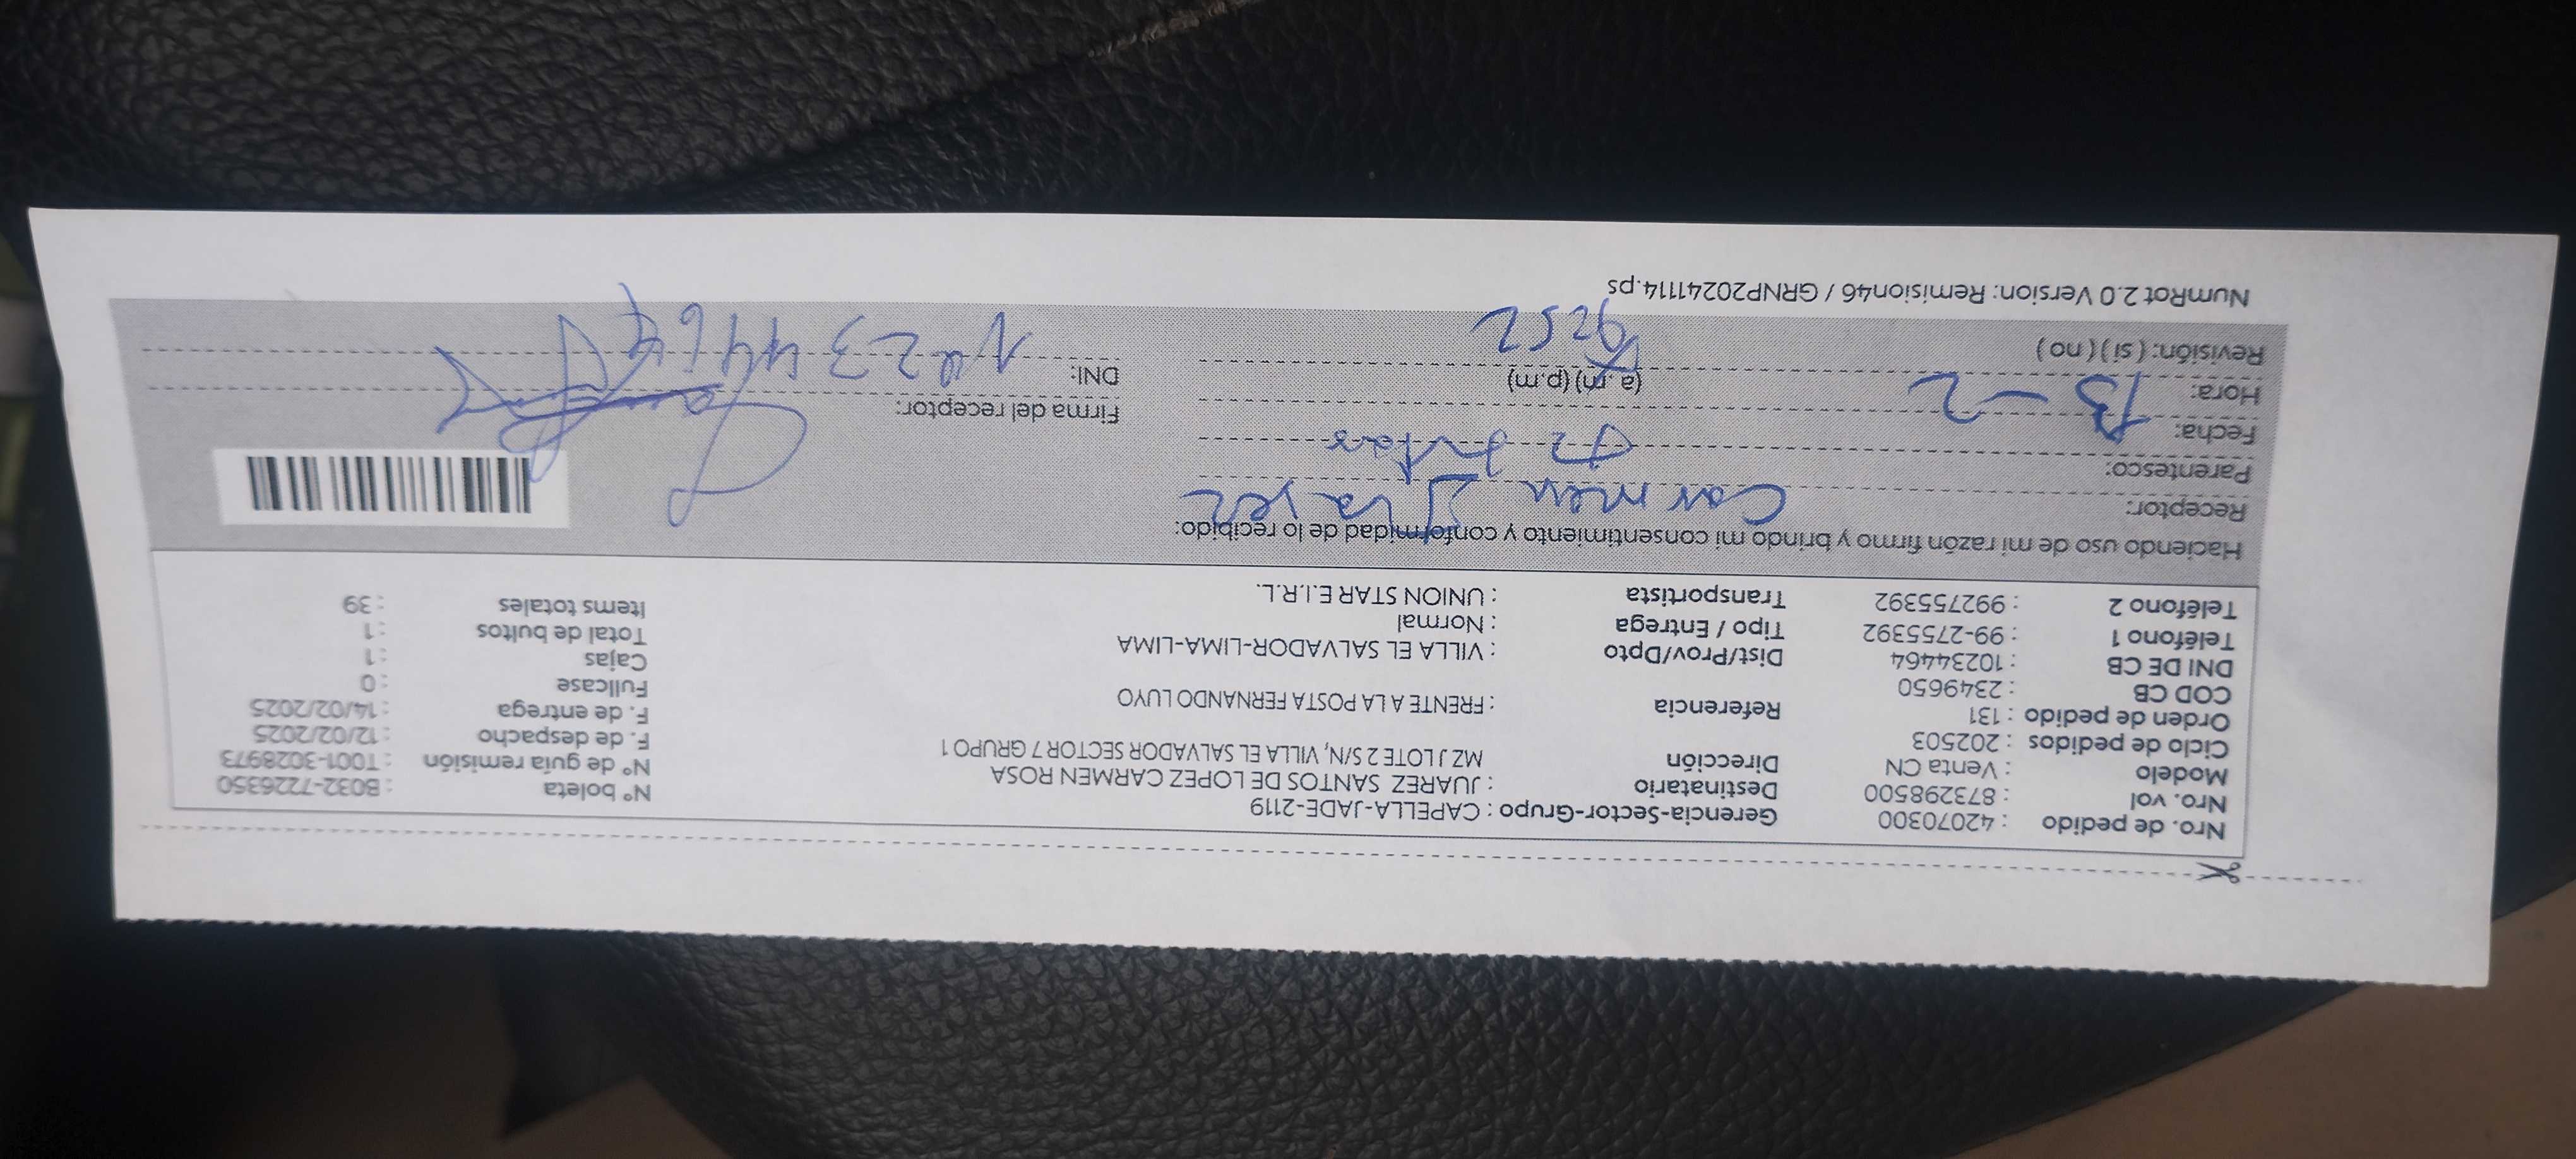 Nro. de pedido : 42070300 Gerencia-Sector-Grupo : CAPELLA-JADE-2119 Nº boleta : B032-7226350
Nro. vol : 873298500 Destinatario : JUAREZ SANTOS DE LOPEZ CARMEN ROSA Nº de guía remisión : T001-3028973
Modelo : Venta CN Dirección MZ J LOTE 2 S/N, VILLA EL SALVADOR SECTOR 7 GRUPO 1 F. de despacho : 12/02/2025
Ciclo de pedidos : 202503 F. de entrega : 14/02/2025
Orden de pedido : 131 Referencia : FRENTE A LA POSTA FERNANDO LUYO Fullcase : 0
COD CB : 2349650 Cajas : 1
DNI DE CB : 10234464 Dist/Prov/Dpto : VILLA EL SALVADOR-LIMA-LIMA Total de bultos : 1
Teléfono 1 : 99-2755392 Tipo / Entrega : Normal Items totales : 39
Teléfono 2 : 992755392 Transportista : UNION STAR E.I.R.L.
Haciendo uso de mi razón firmo y brindo mi consentimiento y conformidad de lo recibido:
Receptor: Carmen
Parentesco:
Fecha: 13-2 Firma del receptor:
Hora: (a.m) (p.m) DNI:
Revisión: ( si ) ( no ) 9252
NumRot 2.0 Version: Remision46 / GRNP20241114.ps